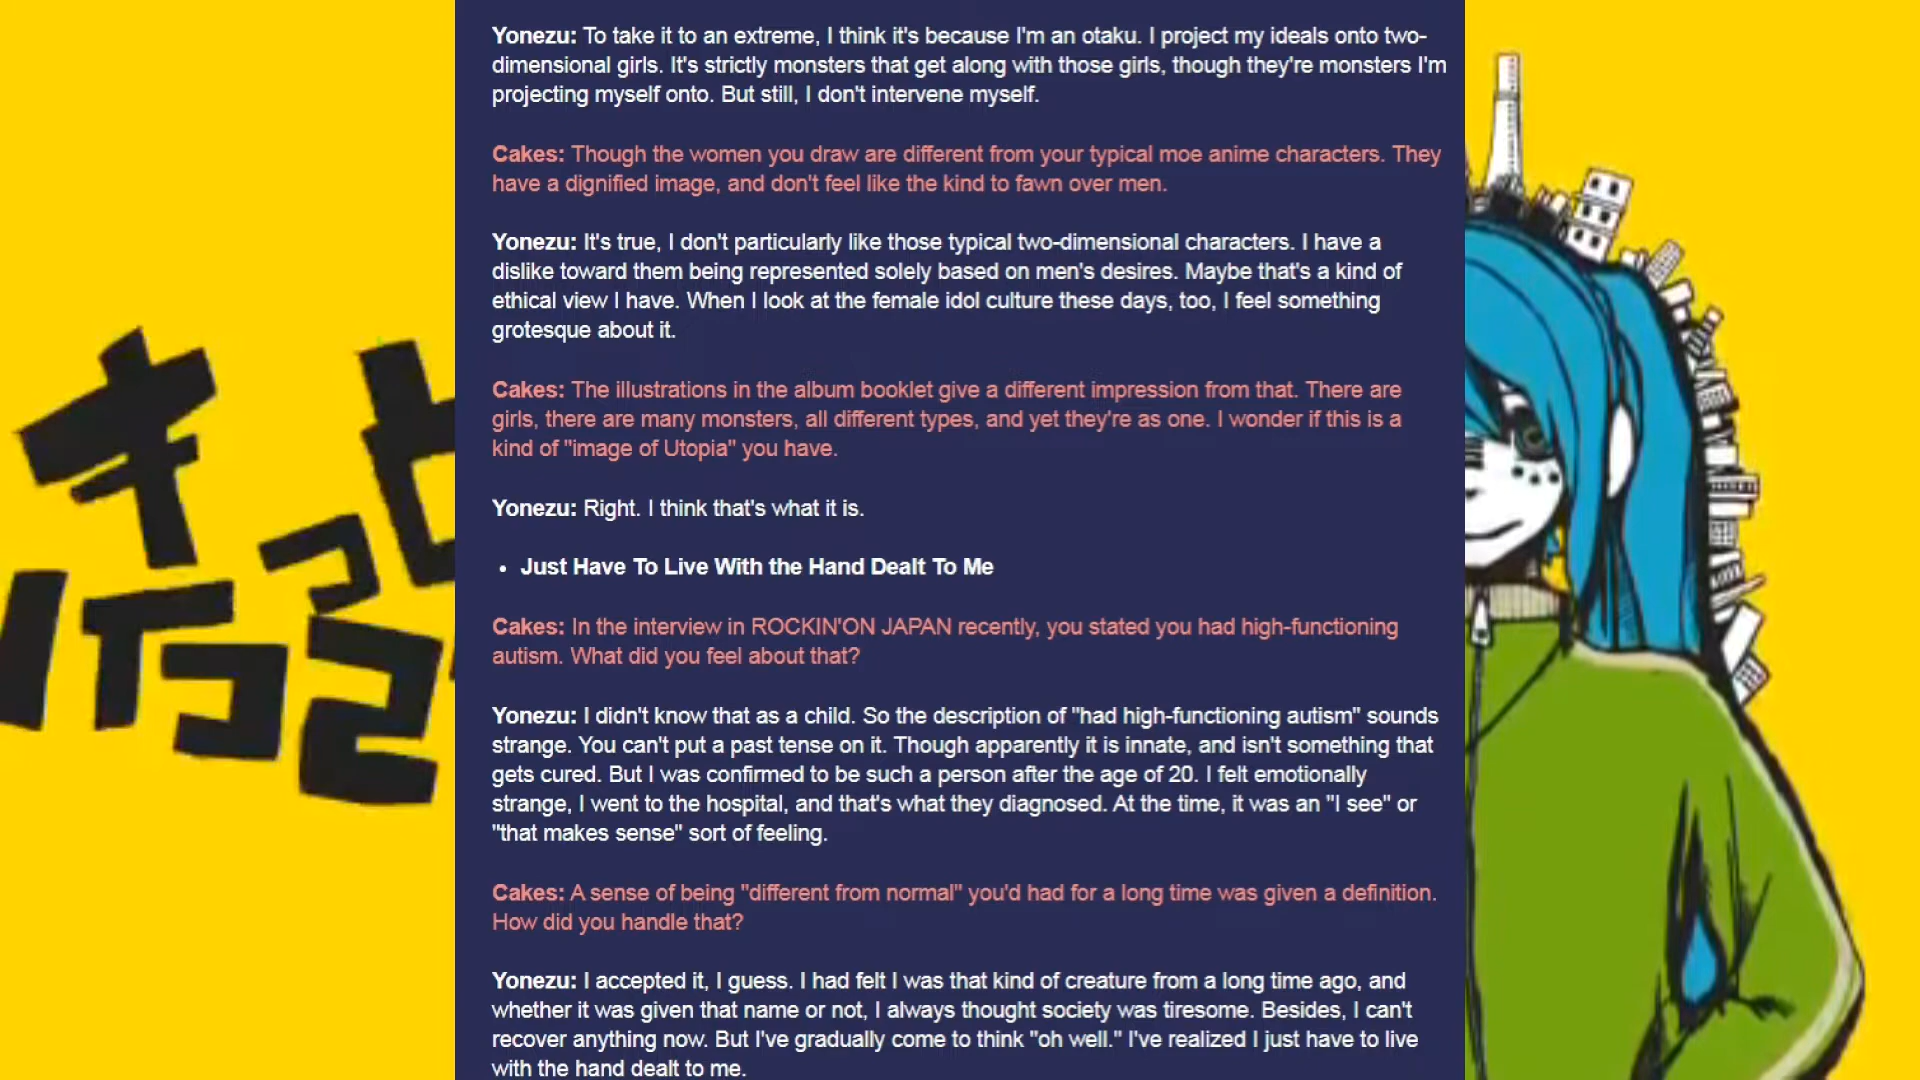 Yonezu: To take it to an extreme, I think it's because I'm an otaku. I project my ideals onto two-
dimensional girls. It's strictly monsters that get along with those girls, though they're monsters I'm
projecting myself onto. But still, I don't intervene myself.
Cakes: Though the women you draw are different from your typical moe anime characters. They
have a dignified image, and don't feel like the kind to fawn over men.
Yonezu: It's true, I don't particularly like those typical two-dimensional characters. I have a
dislike toward them being represented solely based on men's desires. Maybe that's a kind of
ethical view I have. When I look at the female idol culture these days, too, I feel something
grotesque about it.
Cakes: The illustrations in the album booklet give a different impression from that. There are
girls, there are many monsters, all different types, and yet they're as one. I wonder if this is a
kind of "image of Utopia" you have.
Yonezu: Right. I think that's what it is.
• Just Have To Live With the Hand Dealt To Me
Cakes: In the interview in ROCKIN'ON JAPAN recently, you stated you had high-functioning
autism. What did you feel about that?
Yonezu: I didn't know that as a child. So the description of "had high-functioning autism" sounds
strange. You can't put a past tense on it. Though apparently it is innate, and isn't something that
gets cured. But I was confirmed to be such a person after the age of 20. I felt emotionally
strange, I went to the hospital, and that's what they diagnosed. At the time, it was an "I see" or
"that makes sense" sort of feeling.
Cakes: A sense of being "different from normal" you'd had for a long time was given a definition.
How did you handle that?
Yonezu: I accepted it, I guess. I had felt I was that kind of creature from a long time ago, and
whether it was given that name or not, I always thought society was tiresome. Besides, I can't
recover anything now. But I've gradually come to think "oh well." I've realized I just have to live
with the hand dealt to me.